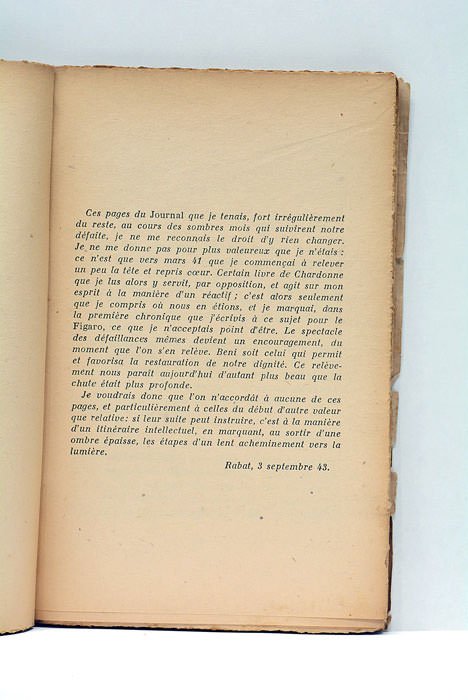 Ces pages du Journal que je tenais, fort irrégulièrement
du reste, au cours des sombres mois qui suivirent notre
défaite, je ne me reconnais le droit d'y rien changer.
Je ne me donne pas pour plus valeureux que je n'étais :
ce n'est que vers mars 41 que je commençai à relever
un peu la tête et repris cœur. Certain livre de Chardonne
que je lus alors y servit, par opposition, et agit sur mon
esprit à la manière d'un réactif ; c'est alors seulement
que je compris où nous en étions, et je marquai, dans
la première chronique que j'écrivis à ce sujet pour le
Figaro, ce que je n'acceptais point d'être. Le spectacle
des défaillances mêmes devient un encouragement, du
moment que l'on s'en relève. Beni soit celui qui permit
et favorisa la restauration de notre dignité. Ce relève-
ment nous parait aujourd'hui d'autant plus beau que la
chute était plus profonde.
Je voudrais donc que l'on n'accordât à aucune de ces
pages, et particulièrement à celles du début d'autre valeur
que relative: si leur suite peut instruire, c'est à la manière
d'un itinéraire intellectuel, en marquant, au sortir d'une
ombre épaisse, les étapes d'un lent acheminement vers la
lumière.
Rabat, 3 septembre 43.